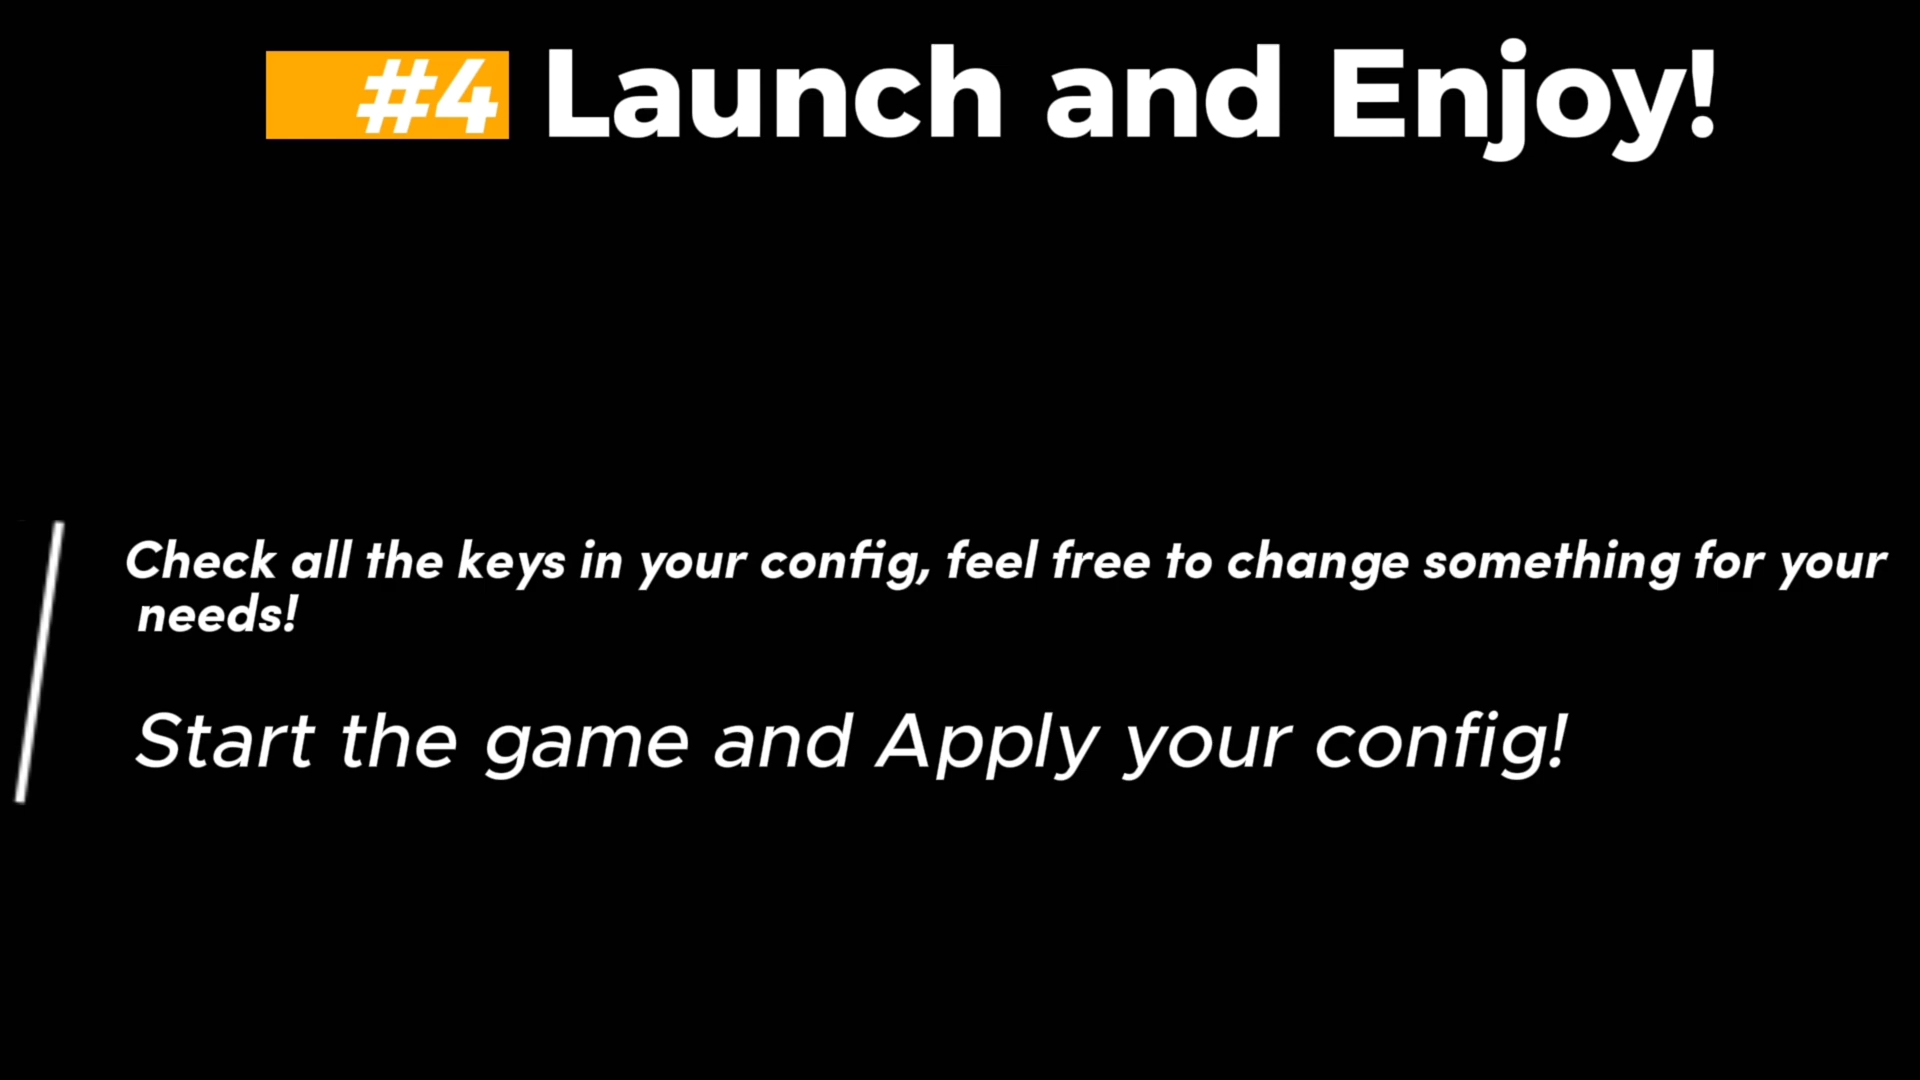 #4 Launch and Enjoy!
Check all the keys in your config, feel free to change something for your
needs!
Start the game and Apply your config!